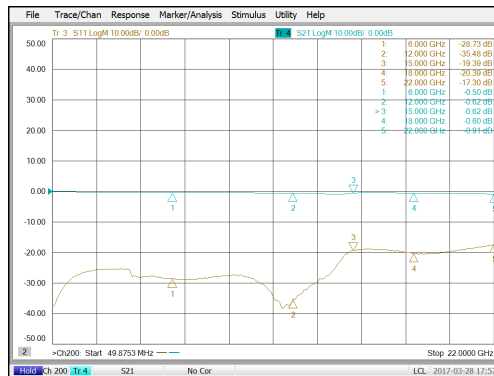 File Trace/Chan Response Marker/Analysis Stimulus Utility Help
Tr 3 S11 LogM 10.00dB/ 0.00dB
Tr 4 S21 LogM 10.00dB/ 0.00dB
50.00
40.00
30.00
20.00
10.00
0.00
-10.00
-20.00
-30.00
-40.00
-50.00
1: 6.000 GHz -28.73 dB
2: 12.000 GHz -35.48 dB
3: 15.000 GHz -19.39 dB
4: 18.000 GHz -20.39 dB
5: 22.000 GHz -17.30 dB
1: 6.000 GHz -0.50 dB
2: 12.000 GHz -0.62 dB
> 3: 15.000 GHz -0.62 dB
4: 18.000 GHz -0.60 dB
5: 22.000 GHz -0.91 dB
1
2
3
4
5
1
2
3
4
5
2 >Ch200: Start 49.8753 MHz Stop 22.0000 GHz
Hold Ch 200 Tr 4 S21 No Cor LCL